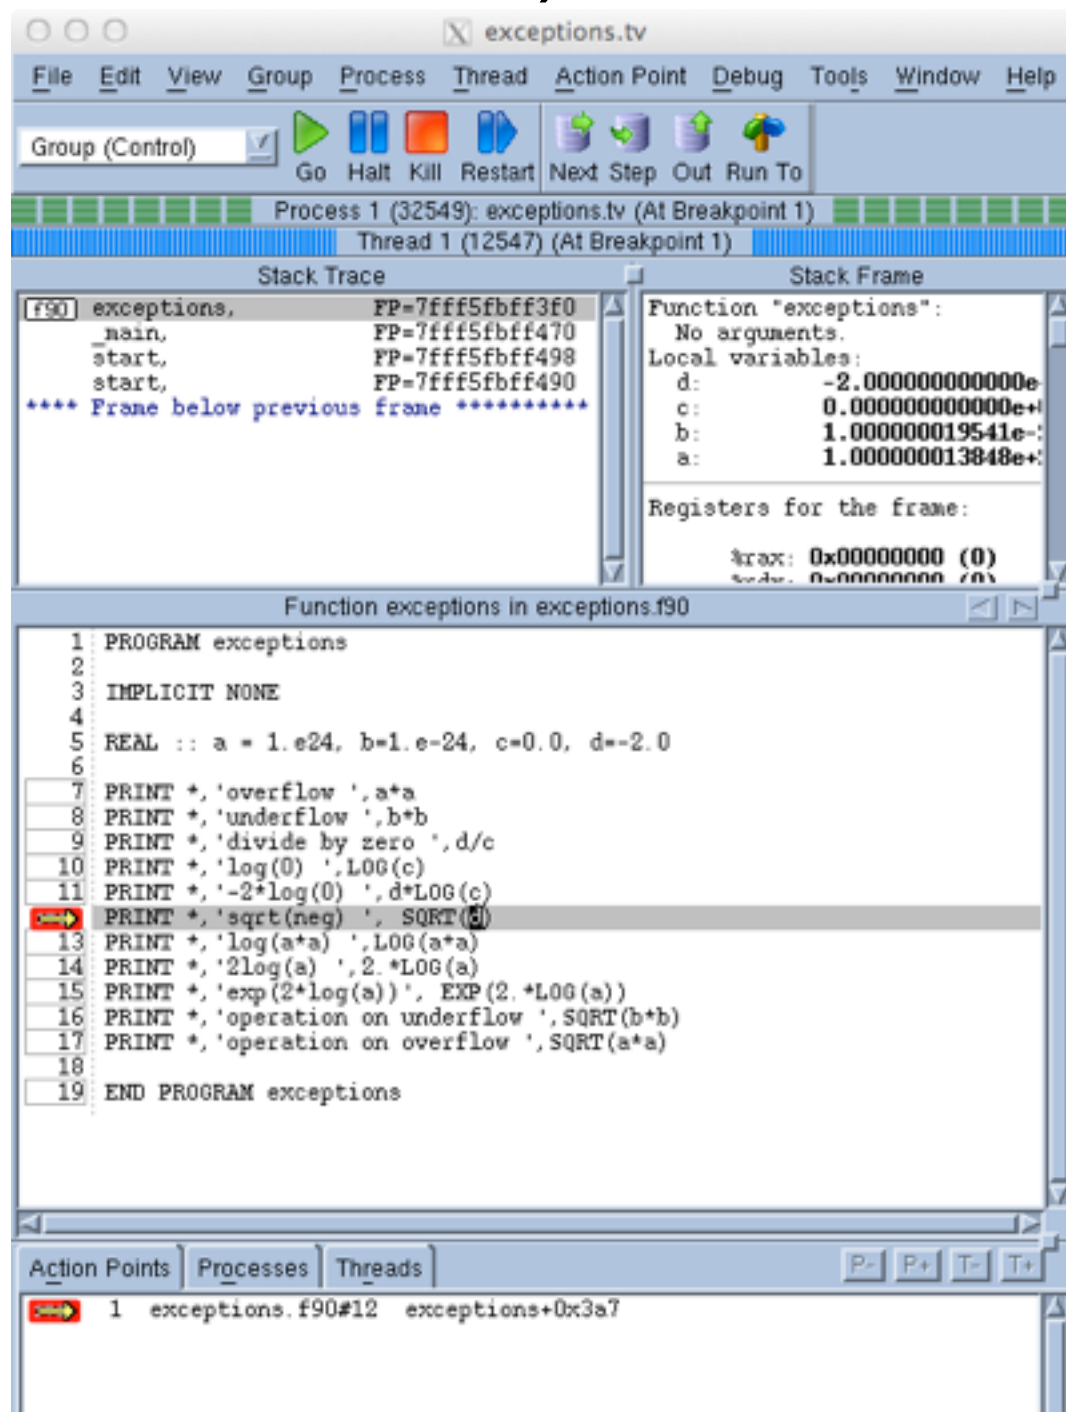 exceptions.tv
File Edit View Group Process Thread Action Point Debug Tools Window Help
Group (Control)
Go Halt Kill Restart Next Step Out Run To
Process 1 (32549): exceptions.tv (At Breakpoint 1)
Thread 1 (12547) (At Breakpoint 1)
Stack Trace
f90 exceptions, FP=7fff5fbff3f0
_main, FP=7fff5fbff470
start, FP=7fff5fbff498
start, FP=7fff5fbff490
**** Frame below previous frame **********
Stack Frame
Function "exceptions":
No arguments.
Local variables:
d: -2.000000000000e-
c: 0.000000000000e+
b: 1.000000019541e-
a: 1.000000013848e+
Registers for the frame:
%rax: 0x00000000 (0)
%rdx: 0x00000000 (0)
Function exceptions in exceptions.f90
1 PROGRAM exceptions
2
3 IMPLICIT NONE
4
5 REAL :: a = 1.e24, b=1.e-24, c=0.0, d=-2.0
6
7 PRINT *,'overflow ',a*a
8 PRINT *,'underflow ',b*b
9 PRINT *,'divide by zero ',d/c
10 PRINT *,'log(0) ',LOG(c)
11 PRINT *,'-2*log(0) ',d*LOG(c)
PRINT *,'sqrt(neg) ', SQRT(d)
13 PRINT *,'log(a*a) ',LOG(a*a)
14 PRINT *,'2log(a) ',2.*LOG(a)
15 PRINT *,'exp(2*log(a))', EXP(2.*LOG(a))
16 PRINT *,'operation on underflow ',SQRT(b*b)
17 PRINT *,'operation on overflow ',SQRT(a*a)
18
19 END PROGRAM exceptions
Action Points Processes Threads P- P+ T- T+
1 exceptions.f90#12 exceptions+0x3a7